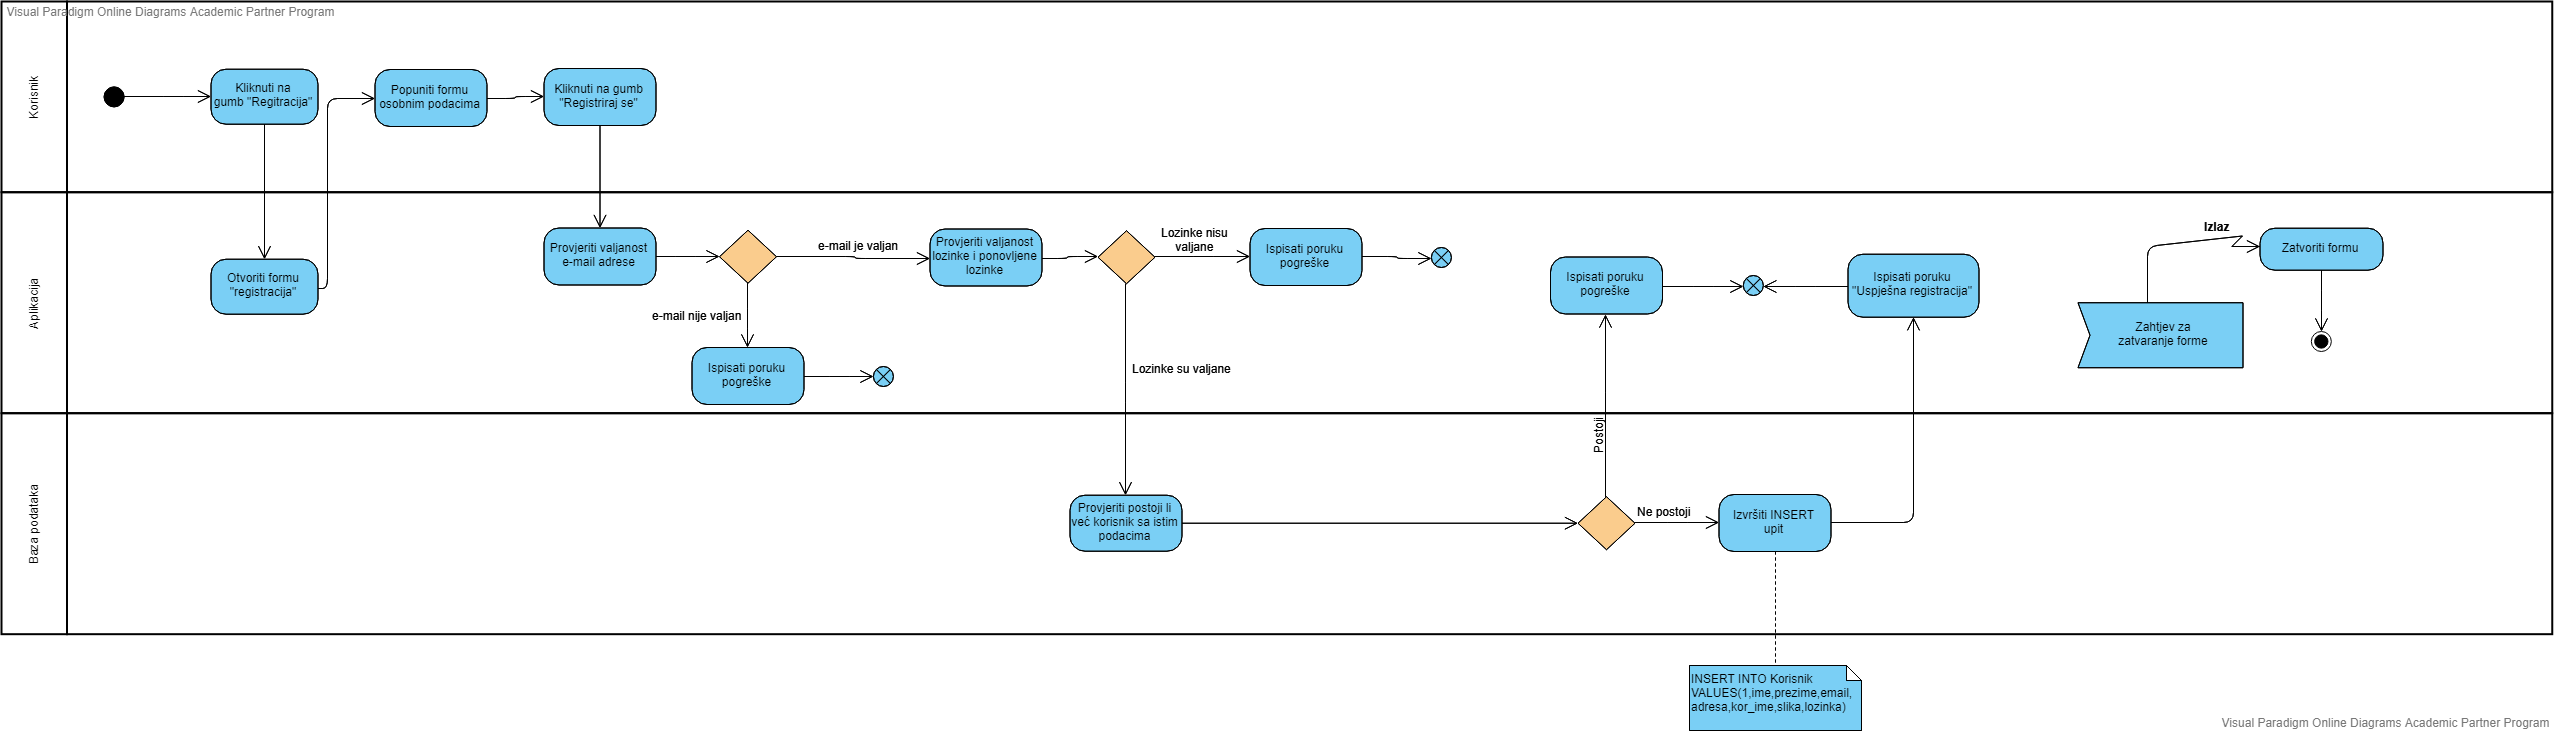 Visual Paradigm Online Diagrams Academic Partner Program
Korisnik
Kliknuti na
gumb "Regitracija"
Popuniti formu
osobnim podacima
Kliknuti na gumb
"Registriraj se"
Aplikacija
Otvoriti formu
"registracija"
Provjeriti valjanost
e-mail adrese
e-mail je valjan
e-mail nije valjan
Ispisati poruku
pogreške
Provjeriti valjanost
lozinke i ponovljene
lozinke
Lozinke nisu
valjane
Ispisati poruku
pogreške
Lozinke su valjane
Ispisati poruku
pogreške
Ispisati poruku
"Uspješna registracija"
Zahtjev za
zatvaranje forme
Izlaz
Zatvoriti formu
Baza podataka
Provjeriti postoji li
već korisnik sa istim
podacima
Postoji
Ne postoji
Izvršiti INSERT
upit
INSERT INTO Korisnik
VALUES(1,ime,prezime,email,
adresa,kor_ime,slika,lozinka)
Visual Paradigm Online Diagrams Academic Partner Program